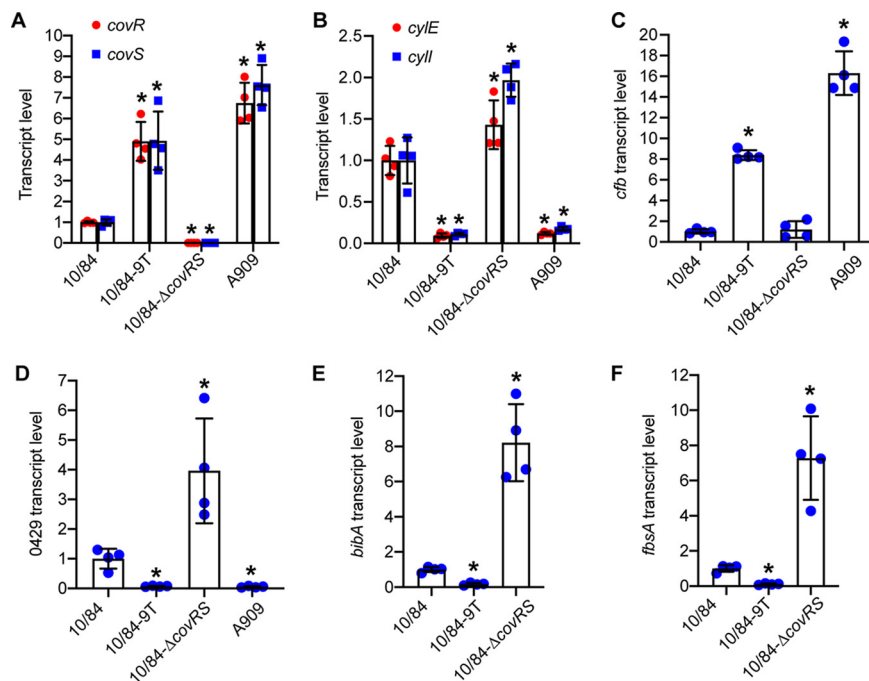 A
covR
covS
Transcript level
10
9
8
7
6
5
4
3
2
1
0
* * * * * *
10/84
10/84-9T
10/84-ΔcovRS
A909
B
cylE
cylI
Transcript level
2.5
2.0
1.5
1.0
0.5
0.0
* * * * * *
10/84
10/84-9T
10/84-ΔcovRS
A909
C
cfb transcript level
20
16
12
8
4
2
0
* *
10/84
10/84-9T
10/84-ΔcovRS
A909
D
0429 transcript level
7
6
5
4
3
2
1
0
* * *
10/84
10/84-9T
10/84-ΔcovRS
A909
E
bibA transcript level
12
10
8
6
4
2
0
* *
10/84
10/84-9T
10/84-ΔcovRS
F
fbsA transcript level
12
10
8
6
4
2
0
* *
10/84
10/84-9T
10/84-ΔcovRS